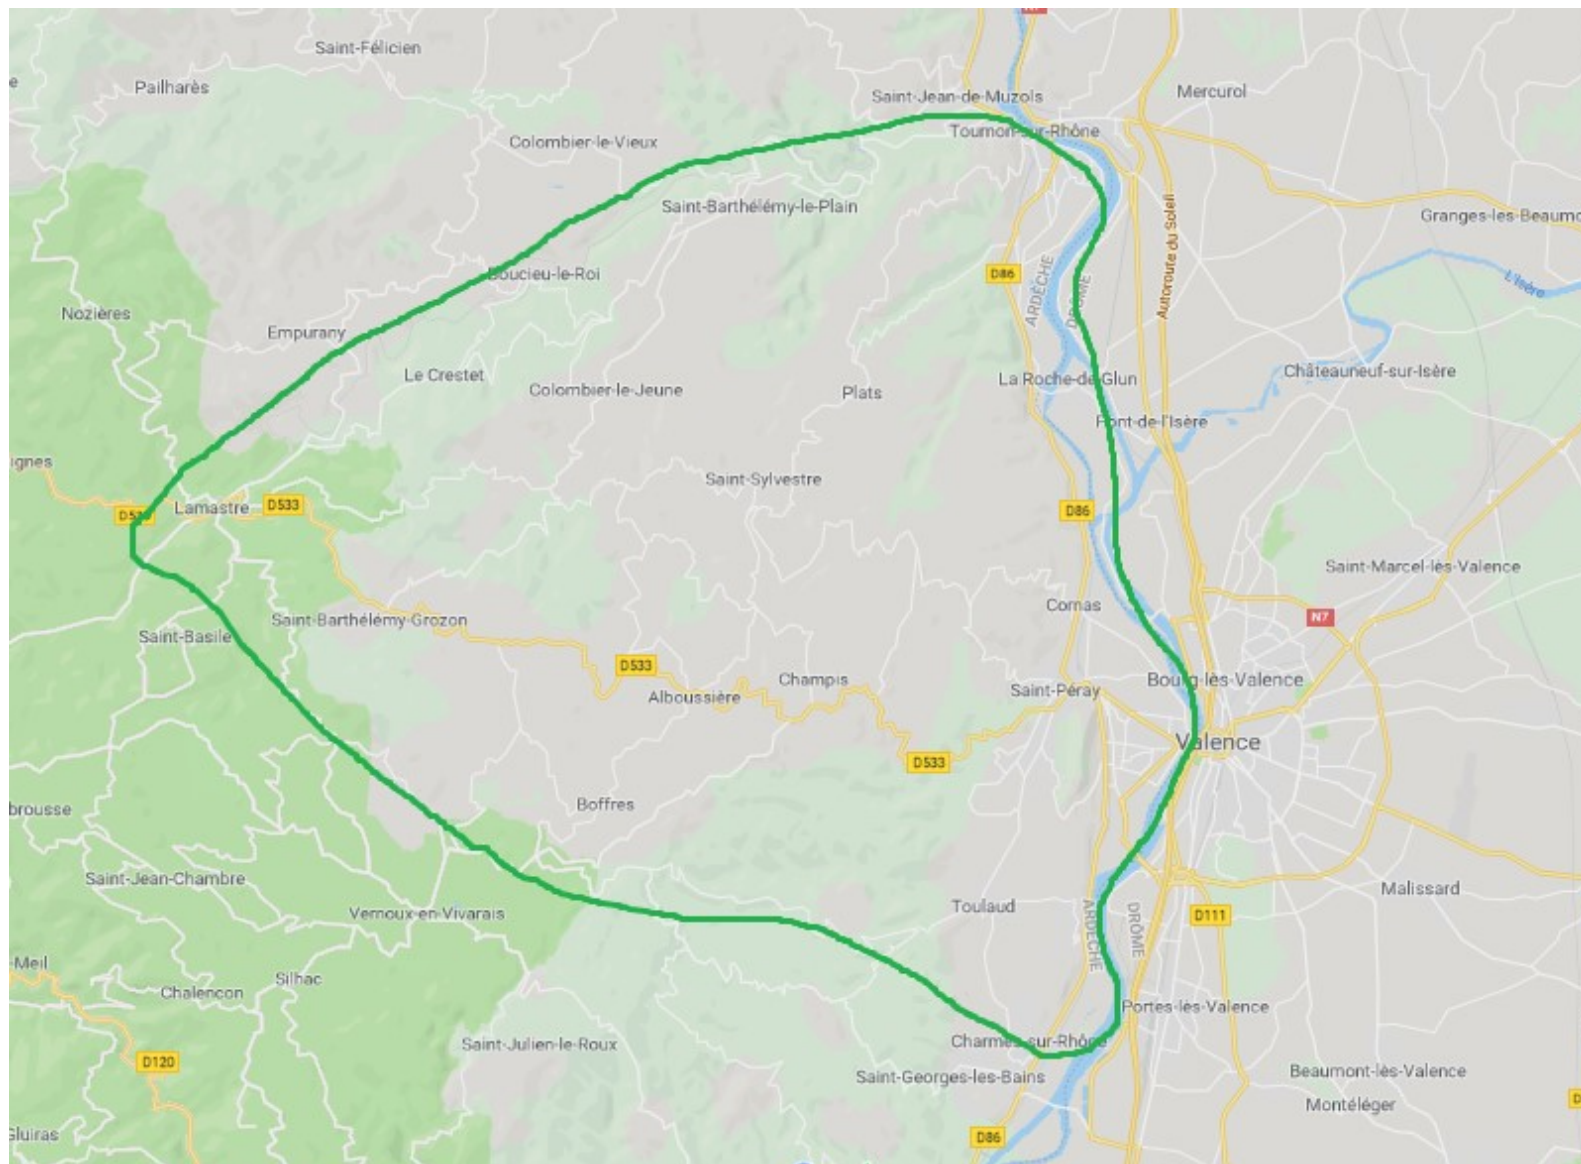 N7
Saint-Félicien
Pailharès
Mercurol
Saint-Jean-de-Muzols
Tournon-sur-Rhône
Colombier-le-Vieux
Saint-Barthélémy-le-Plain
Granges-les-Beaumo
Autoroute du Soleil
D86
ARDÈCHE
DRÔME
Boucieu-le-Roi
L'Isère
Nozières
Empurany
Le Crestet
Colombier-le-Jeune
Plats
La Roche-de-Glun
Châteauneuf-sur-Isère
Pont-de-l'Isère
ignes
Saint-Sylvestre
Lamastre
D533
D86
Saint-Marcel-lès-Valence
Cornas
N7
Saint-Barthélémy-Grozon
Saint-Basile
D533
Alboussière
Champis
Saint-Péray
Bourg-lès-Valence
Valence
D533
brousse
Boffres
Saint-Jean-Chambre
Vernoux-en-Vivarais
Toulaud
ARDÈCHE
DRÔME
D111
Malissard
-Meil
Silhac
Chalencon
Portes-lès-Valence
Saint-Julien-le-Roux
Charmes-sur-Rhône
D120
Saint-Georges-les-Bains
Beaumont-lès-Valence
Montéléger
D
Gluiras
D86